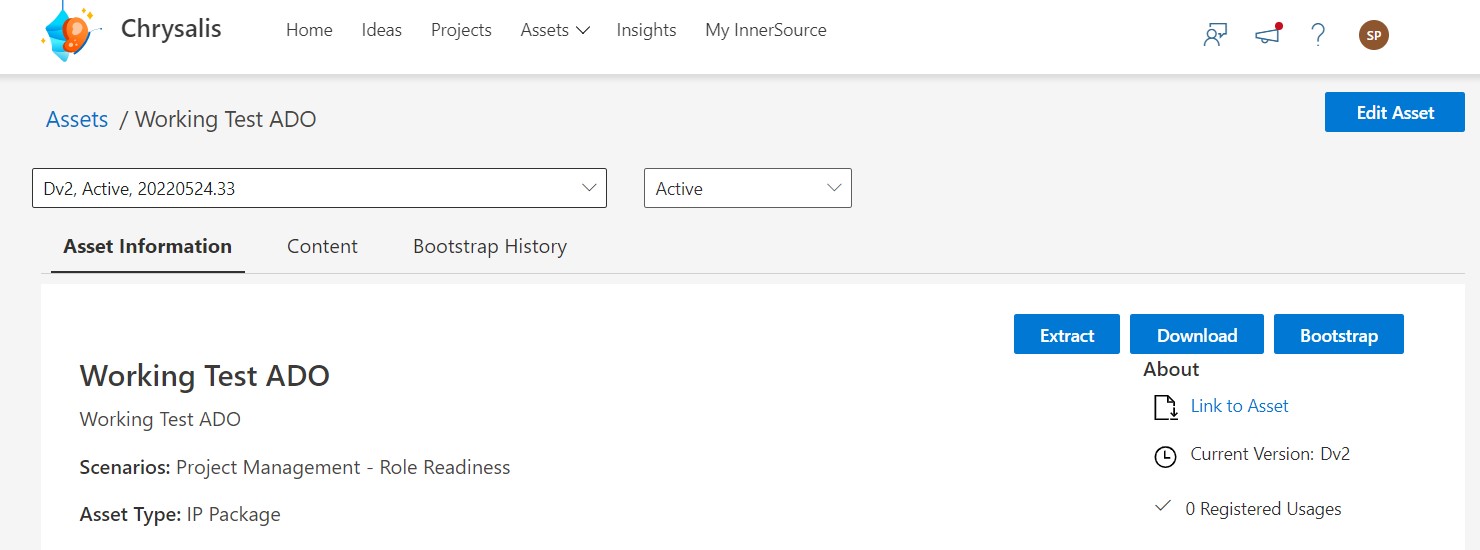 Chrysalis
Home Ideas Projects Assets Insights My InnerSource
SP
Assets / Working Test ADO
Edit Asset
Dv2, Active, 20220524.33
Active
Asset Information Content Bootstrap History
Extract Download Bootstrap
Working Test ADO
Working Test ADO
Scenarios: Project Management - Role Readiness
Asset Type: IP Package
About
Link to Asset
Current Version: Dv2
0 Registered Usages